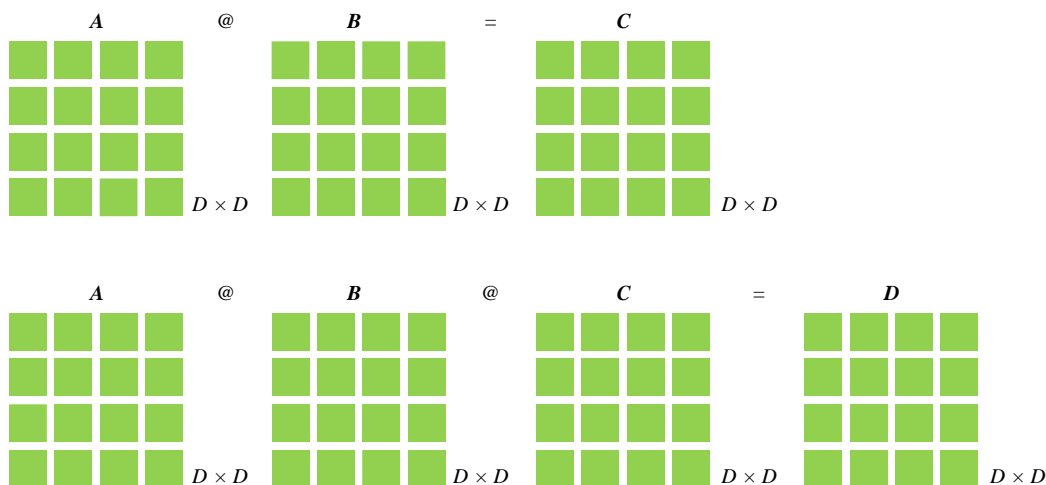 A @ B = C
D × D D × D D × D
A @ B @ C = D
D × D D × D D × D D × D